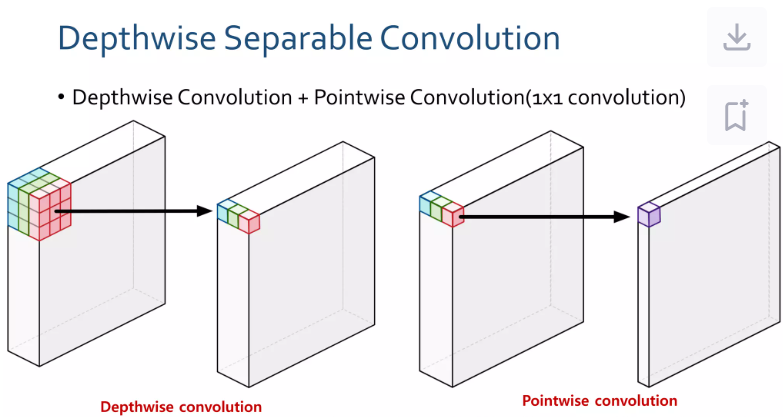 Depthwise Separable Convolution
• Depthwise Convolution + Pointwise Convolution(1x1 convolution)
Depthwise convolution
Pointwise convolution